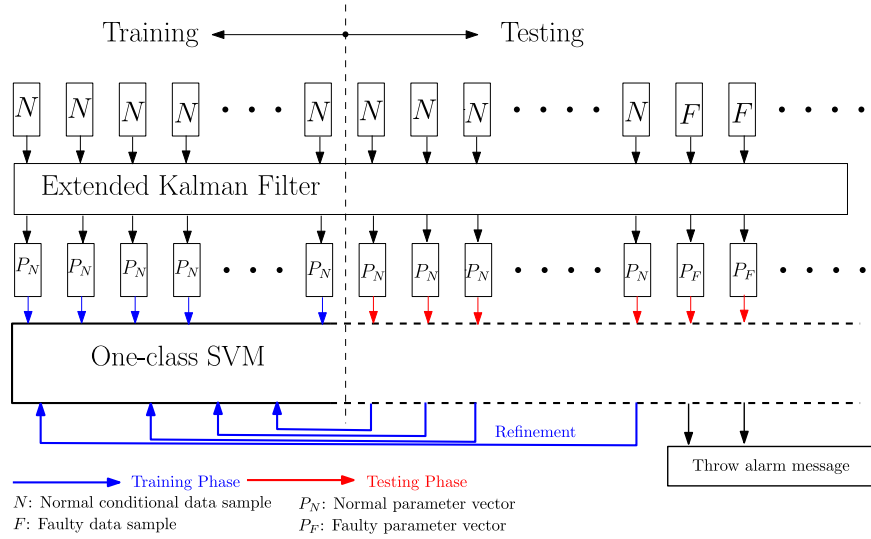 Training Testing
N N N N · · · N N N N · · · · N F F · · · ·
Extended Kalman Filter
P_N P_N P_N P_N · · · P_N P_N P_N P_N · · · · P_N P_F P_F · · · ·
One-class SVM
Refinement
Throw alarm message
Training Phase Testing Phase
N: Normal conditional data sample P_N: Normal parameter vector
F: Faulty data sample P_F: Faulty parameter vector